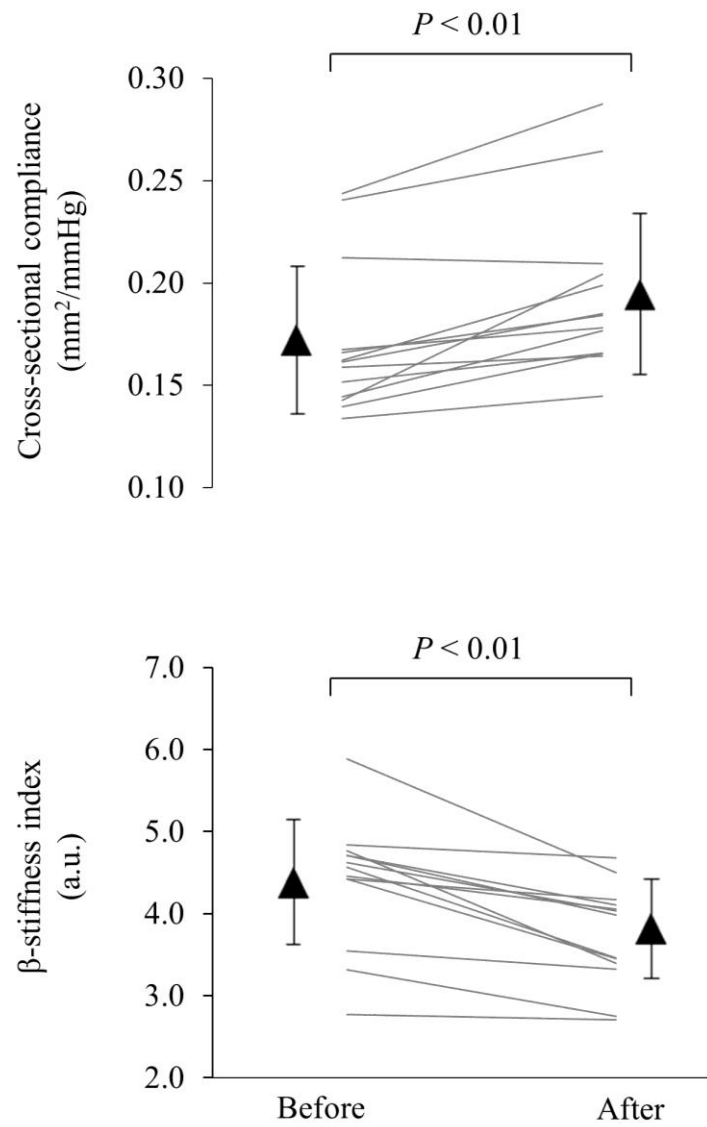 P < 0.01
0.30
0.25
0.20
0.15
0.10
Cross-sectional compliance
(mm²/mmHg)
P < 0.01
7.0
6.0
5.0
4.0
3.0
2.0
β-stiffness index
(a.u.)
Before After